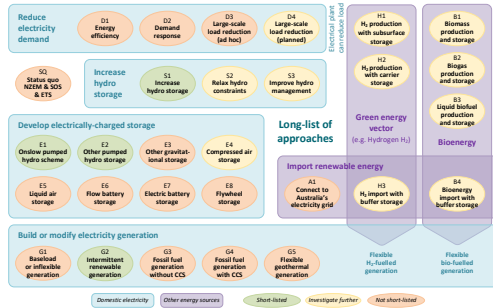 Reduce
electricity
demand
D1
Energy
efficiency
D2
Demand
response
D3
Large-scale
load reduction
(ad hoc)
D4
Large-scale
load reduction
(planned)
Electrical plant
can reduce load
H1
H₂ production
with subsurface
storage
B1
Biomass
production
and storage
SQ
Status quo
NZEM & SOS
& ETS
Increase
hydro
storage
S1
Increase
hydro storage
S2
Relax hydro
constraints
S3
Improve hydro
management
H2
H₂ production
with carrier
storage
B2
Biogas
production
and storage
B3
Liquid biofuel
production
and storage
Develop electrically-charged storage
E1
Onslow pumped
hydro scheme
E2
Other pumped
hydro storage
E3
Other gravitat-
ional storage
E4
Compressed air
storage
E5
Liquid air
storage
E6
Flow battery
storage
E7
Electric battery
storage
E8
Flywheel
storage
Long-list of
approaches
Green energy
vector
(e.g. Hydrogen H₂)
Bioenergy
Import renewable energy
A1
Connect to
Australia's
electricity grid
H3
H₂ import with
buffer storage
B4
Bioenergy
import with
buffer storage
Build or modify electricity generation
G1
Baseload
or inflexible
generation
G2
Intermittent
renewable
generation
G3
Fossil fuel
generation
without CCS
G4
Fossil fuel
generation
with CCS
G5
Flexible
geothermal
generation
Flexible
H₂-fuelled
generation
Flexible
bio-fuelled
generation
Domestic electricity
Other energy sources
Short-listed
Investigate further
Not short-listed